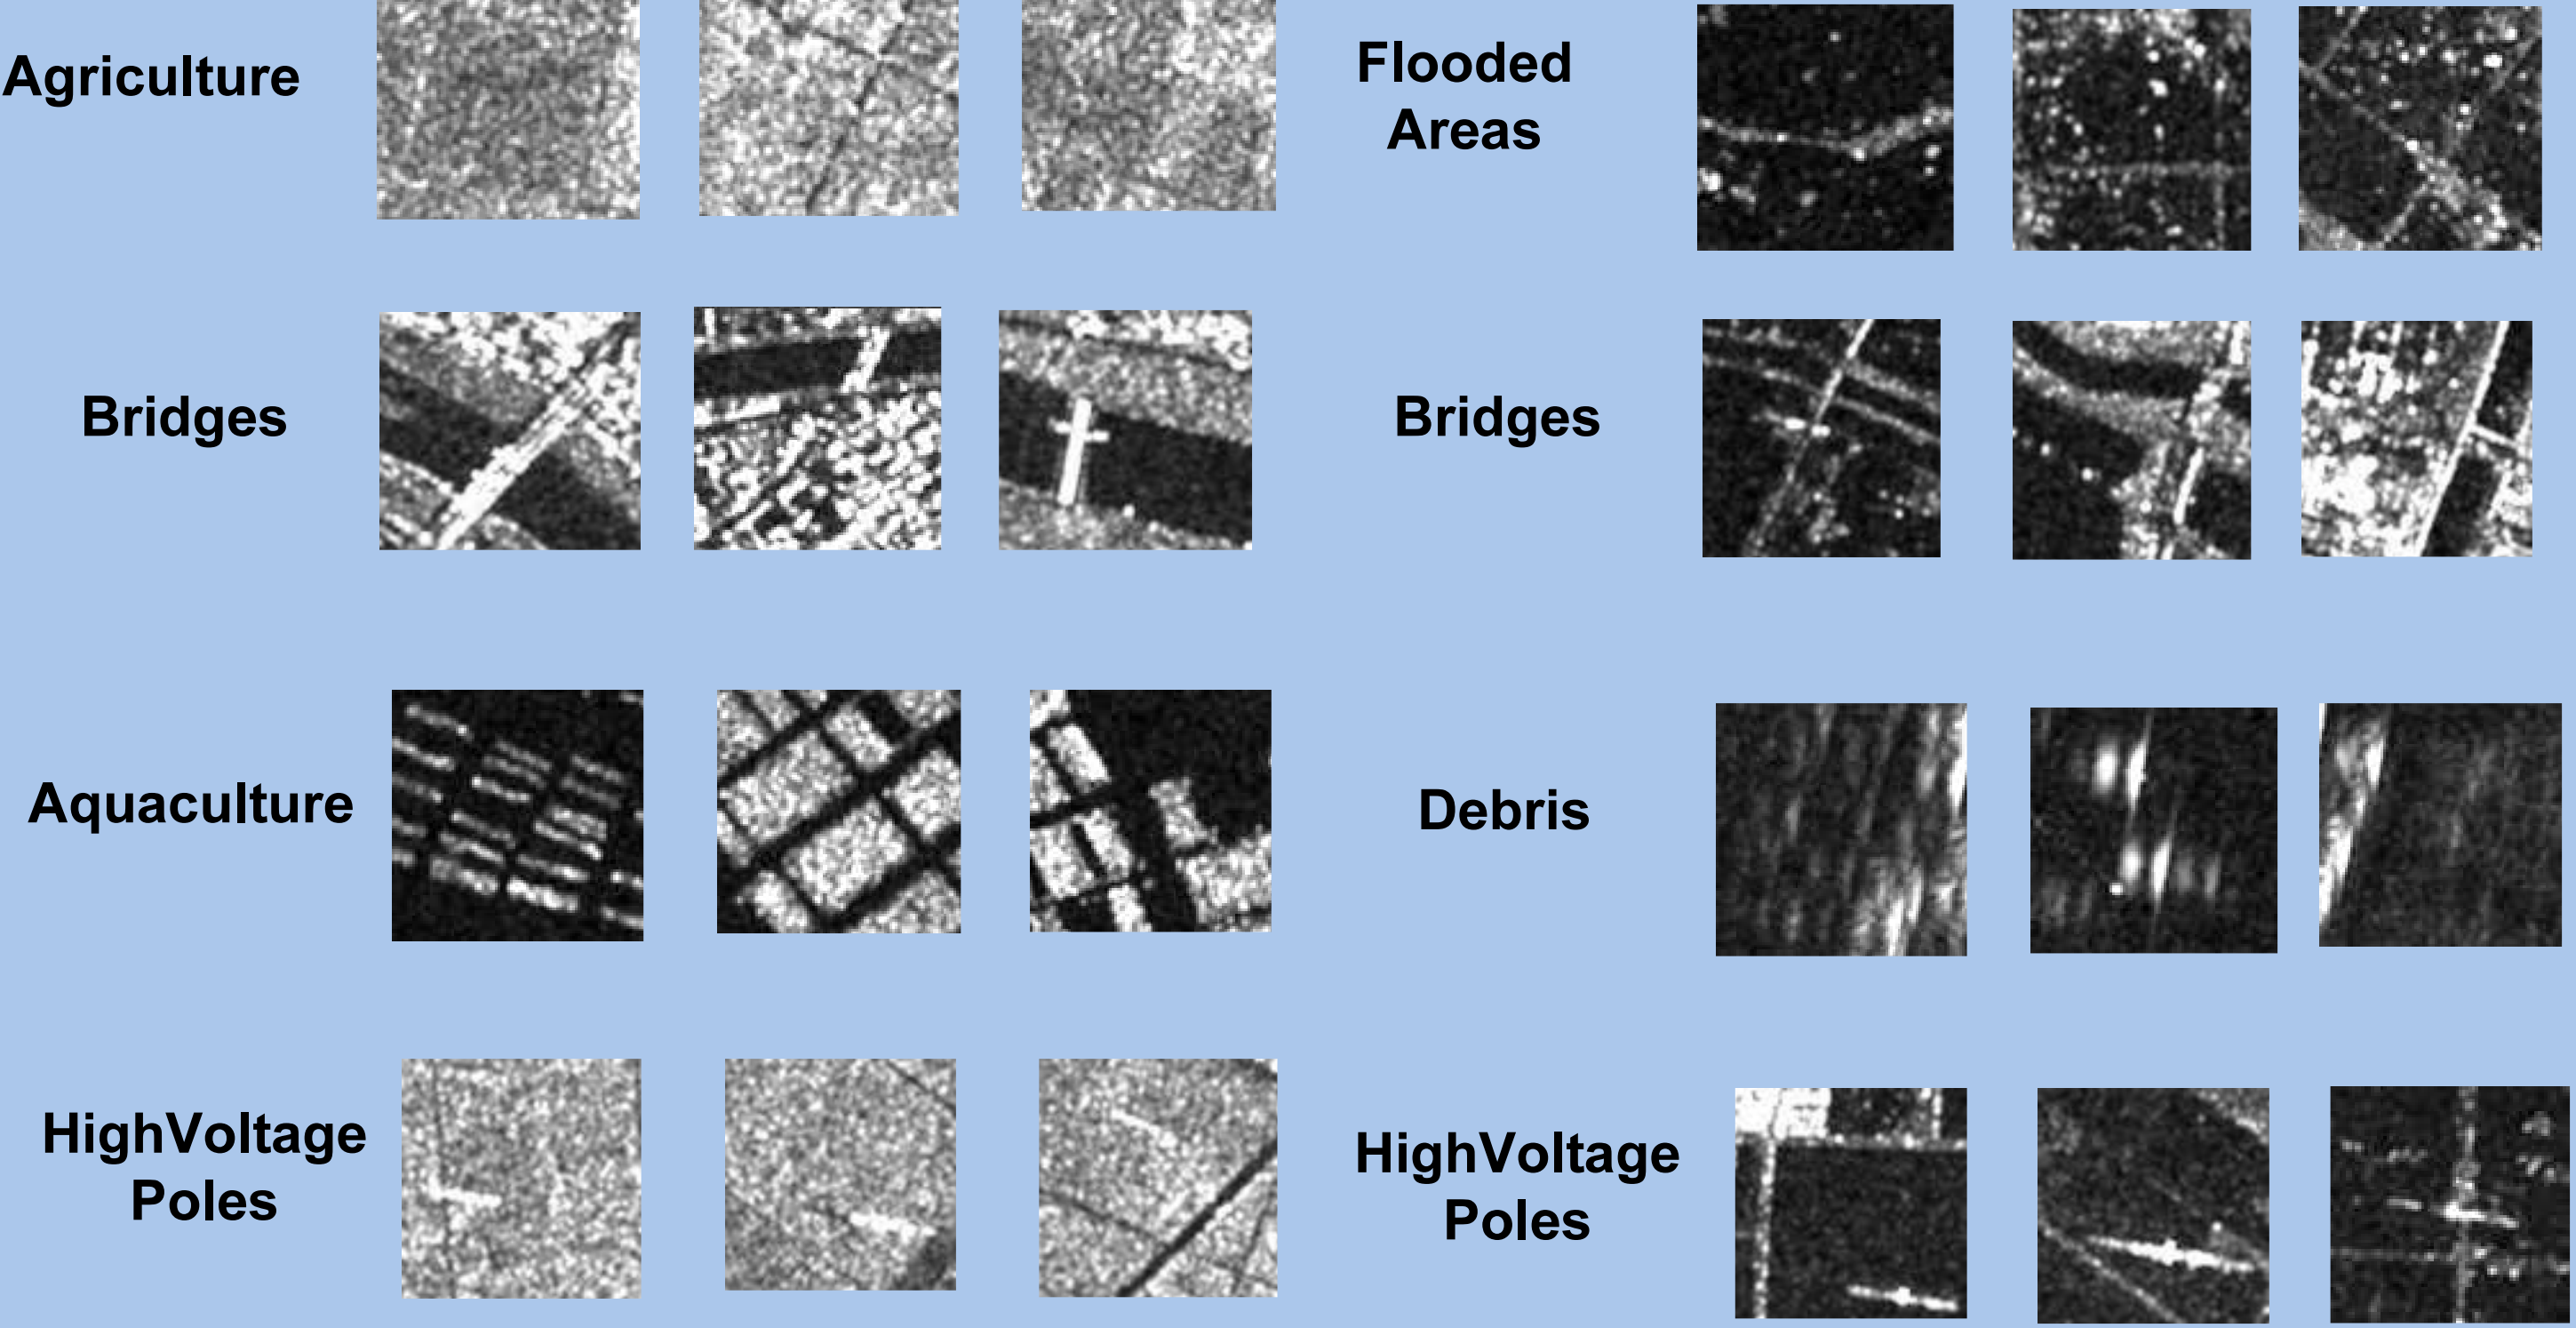 Agriculture
Flooded
Areas
Bridges
Bridges
Aquaculture
Debris
HighVoltage
Poles
HighVoltage
Poles